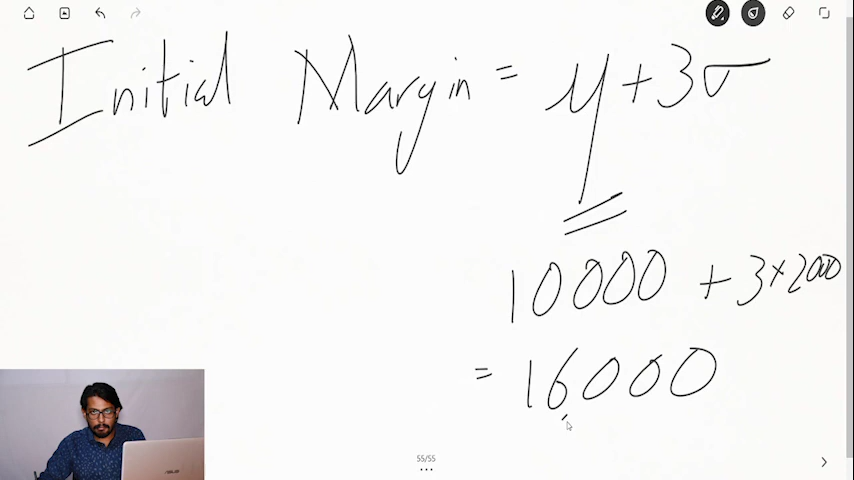 Initial Margin = μ + 3σ
10000 + 3 × 2000
= 16000
55/55